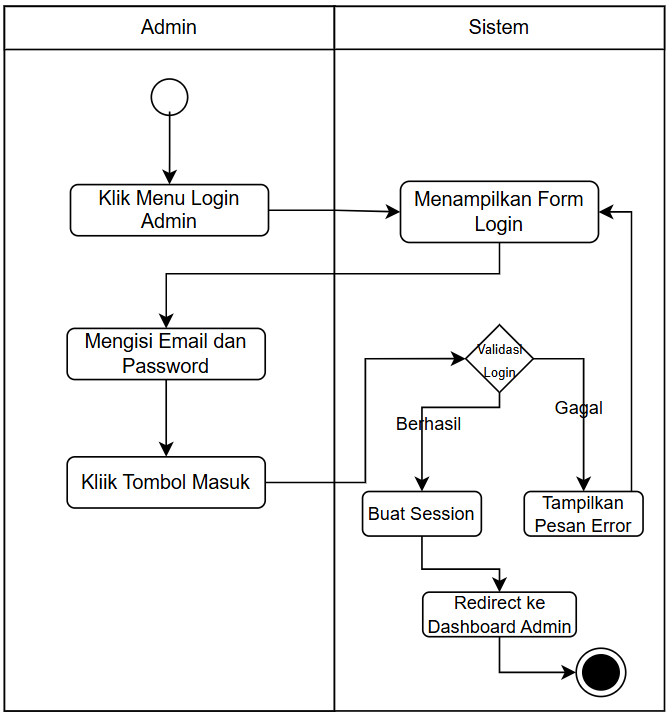 Admin
Sistem
Klik Menu Login
Admin
Menampilkan Form
Login
Mengisi Email dan
Password
Validasi
Login
Berhasil
Gagal
Kliik Tombol Masuk
Buat Session
Tampilkan
Pesan Error
Redirect ke
Dashboard Admin